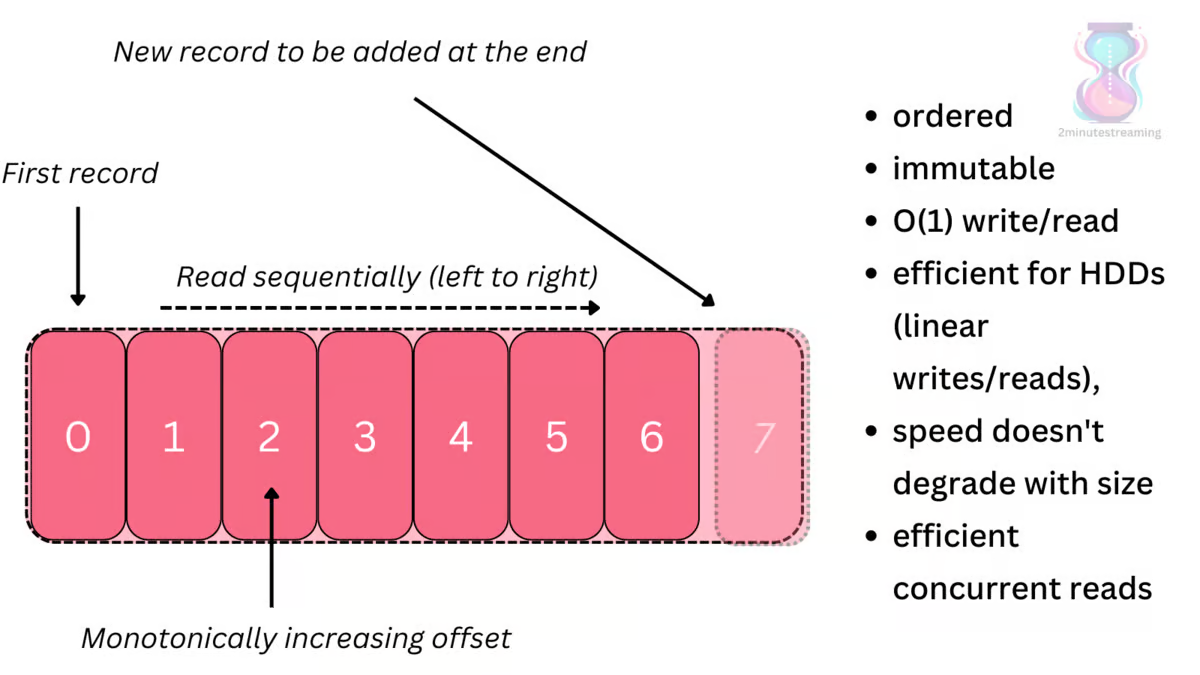 New record to be added at the end
First record
Read sequentially (left to right)
0 1 2 3 4 5 6 7
Monotonically increasing offset
2minutestreaming
• ordered
• immutable
• O(1) write/read
• efficient for HDDs
(linear
writes/reads),
• speed doesn't
degrade with size
• efficient
concurrent reads